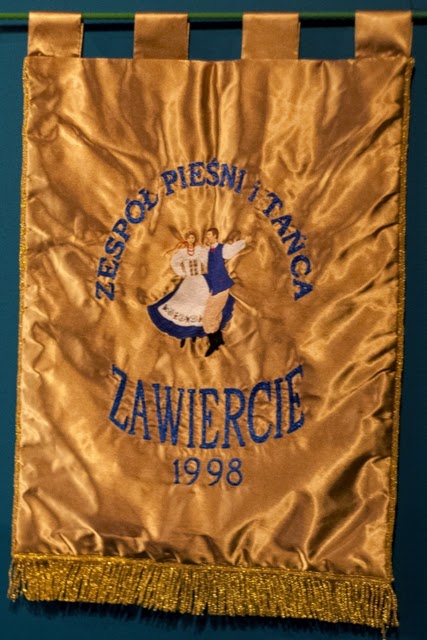 ZESPÓŁ PIEŚNI i TAŃCA
ZAWIERCIE
1998